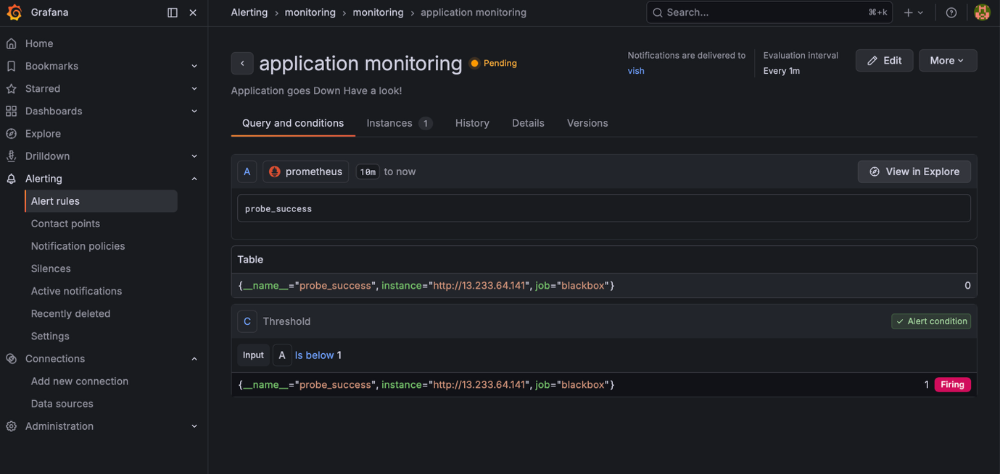 Grafana
Alerting › monitoring › monitoring › application monitoring
Search...
⌘+k
Home
Bookmarks
Starred
Dashboards
Explore
Drilldown
Alerting
Alert rules
Contact points
Notification policies
Silences
Active notifications
Recently deleted
Settings
Connections
Add new connection
Data sources
Administration
application monitoring
Pending
Notifications are delivered to
vish
Evaluation interval
Every 1m
Edit
More
Application goes Down Have a look!
Query and conditions
Instances 1
History
Details
Versions
A
prometheus
10m to now
View in Explore
probe_success
Table
{__name__="probe_success", instance="http://13.233.64.141", job="blackbox"} 0
C
Threshold
Alert condition
Input A Is below 1
{__name__="probe_success", instance="http://13.233.64.141", job="blackbox"} 1 Firing